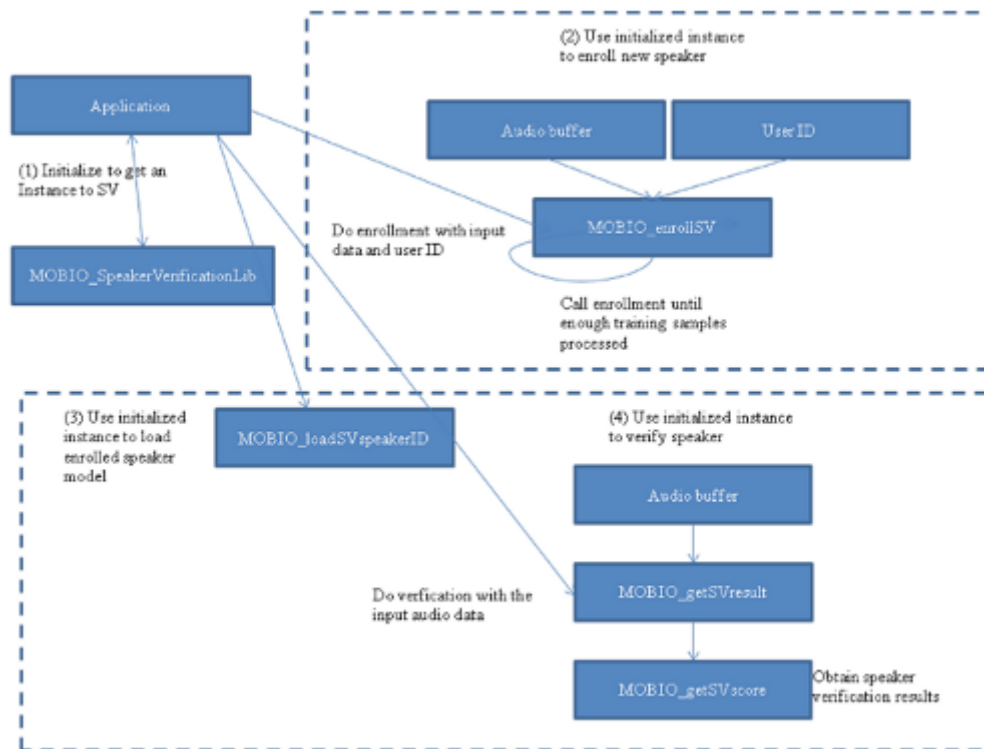 (2) Use initialized instance
to enroll new speaker
Application
Audio buffer
User ID
(1) Initialize to get an
Instance to SV
MOBIO_enrollSV
Do enrollment with input
data and user ID
MOBIO_SpeakerVerificationLib
Call enrollment until
enough training samples
processed
(3) Use initialized
instance to load
enrolled speaker
model
MOBIO_loadSVspeakerID
(4) Use initialized instance
to verify speaker
Audio buffer
MOBIO_getSVresult
Do verfication with the
input audio data
MOBIO_getSVscore
Obtain speaker
verification results